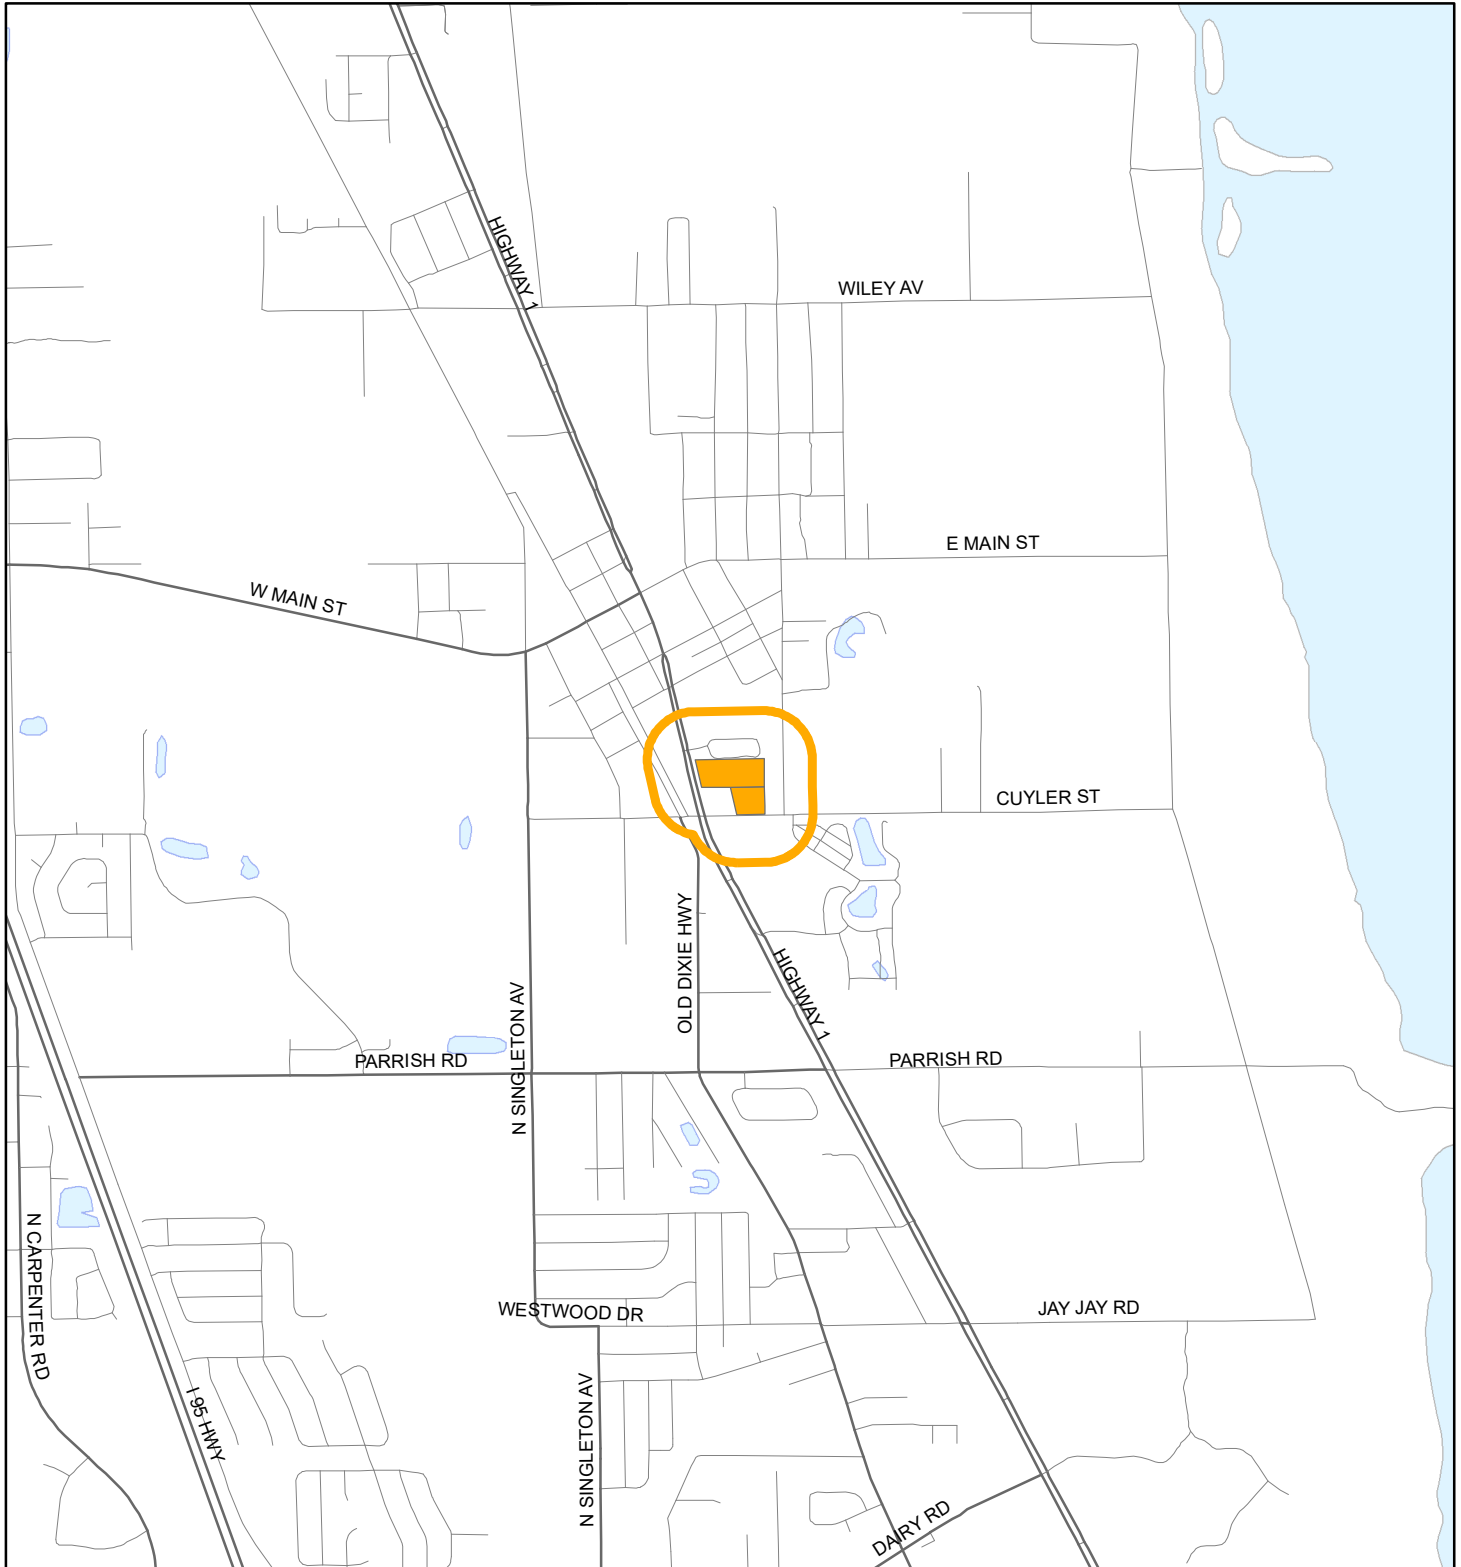 HIGHWAY 1
WILEY AV
E MAIN ST
W MAIN ST
CUYLER ST
OLD DIXIE HWY
HIGHWAY 1
N SINGLETON AV
PARRISH RD
PARRISH RD
N CARPENTER RD
WESTWOOD DR
JAY JAY RD
I 95 HWY
N SINGLETON AV
DAIRY RD